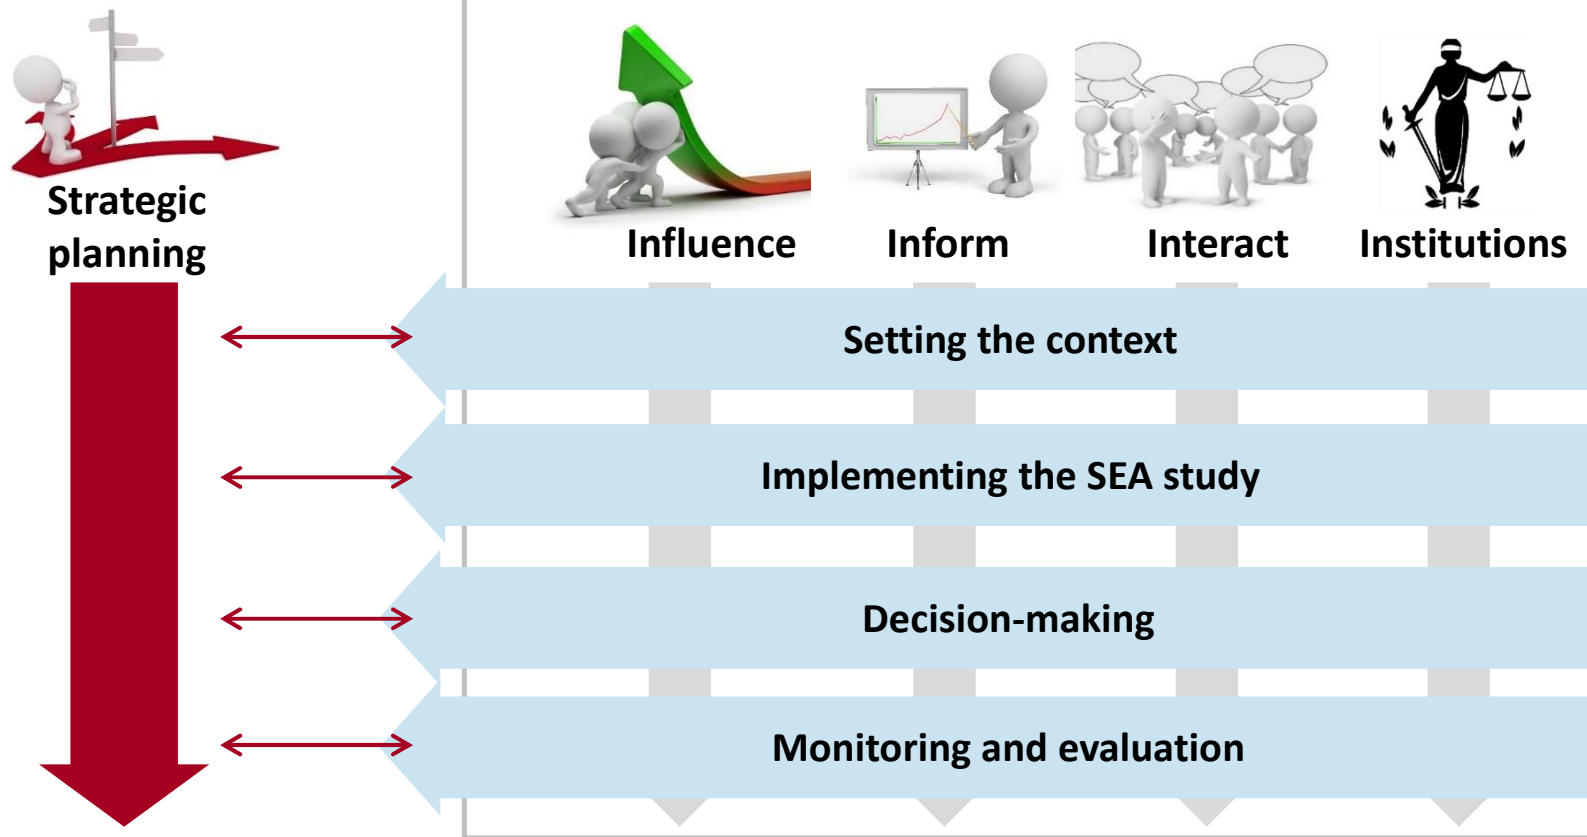 Strategic
planning
Influence
Inform
Interact
Institutions
Setting the context
Implementing the SEA study
Decision-making
Monitoring and evaluation